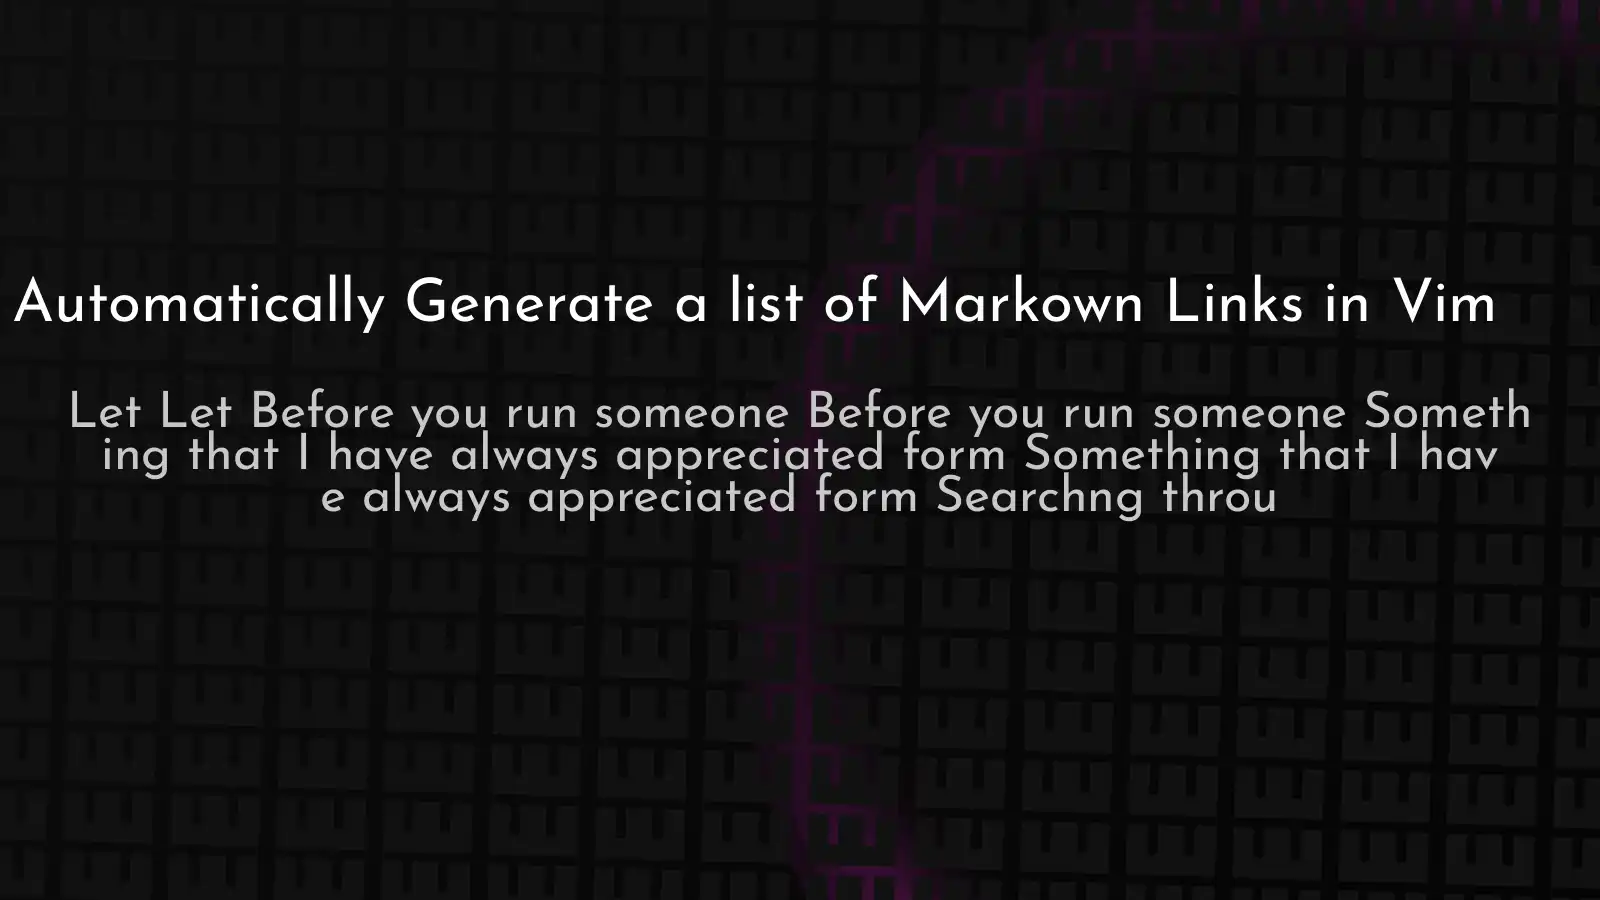 Automatically Generate a list of Markown Links in Vim
Let Let Before you run someone Before you run someone Someth
ing that I have always appreciated form Something that I hav
e always appreciated form Searchng throu